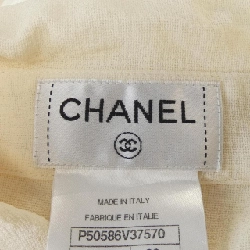 CHANEL
MADE IN ITALY
FABRIQUE EN ITALIE
P50586V37570